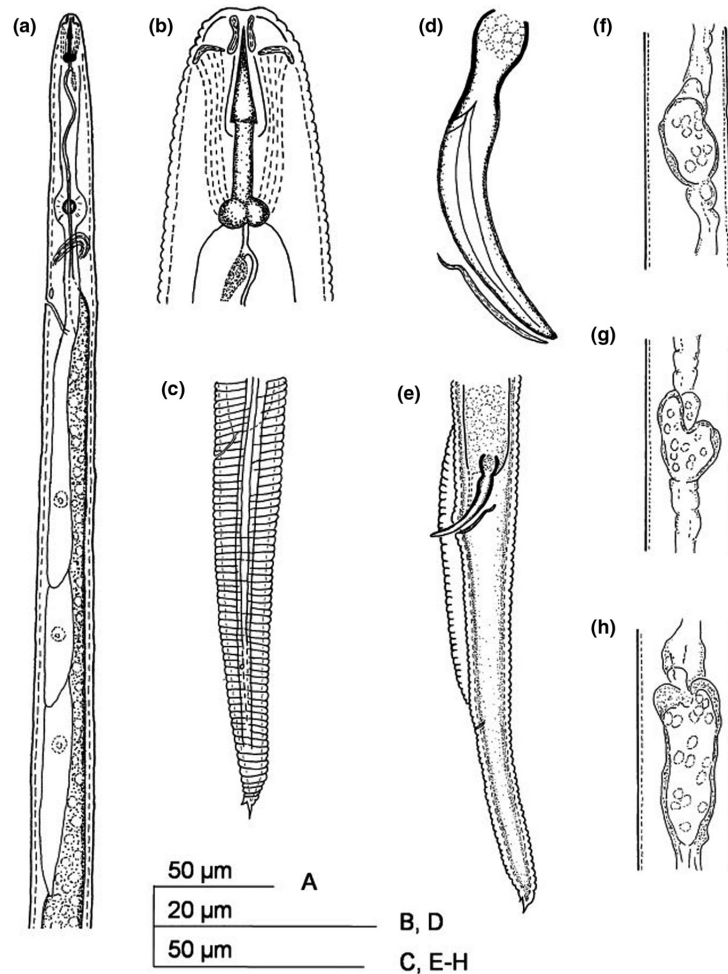 (a)
(b)
(d)
(f)
(c)
(e)
(g)
(h)
50 µm A
20 µm B, D
50 µm C, E-H